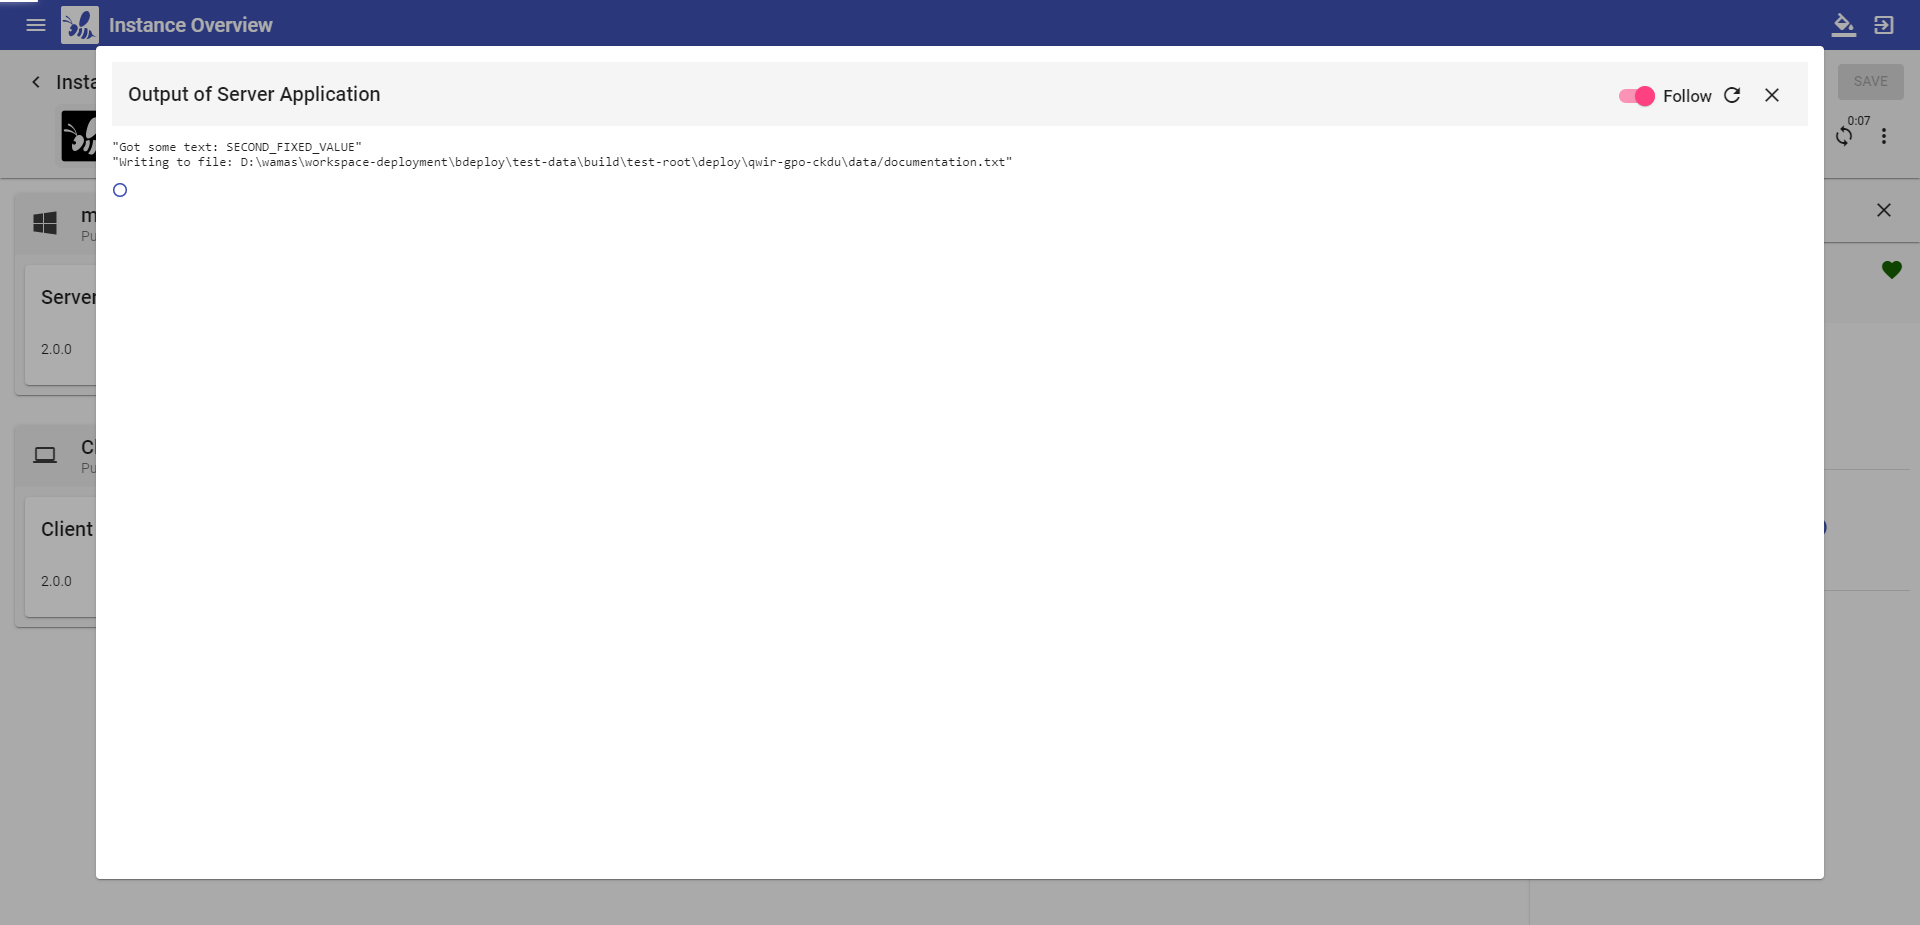 Instance Overview
Insta
SAVE
Output of Server Application
Follow
0:07
"Got some text: SECOND_FIXED_VALUE"
"Writing to file: D:\wamas\workspace-deployment\bdeploy\test-data\build\test-root\deploy\qwir-gpo-ckdu\data/documentation.txt"
m
Pu
Server
2.0.0
Cl
Pu
Client
2.0.0